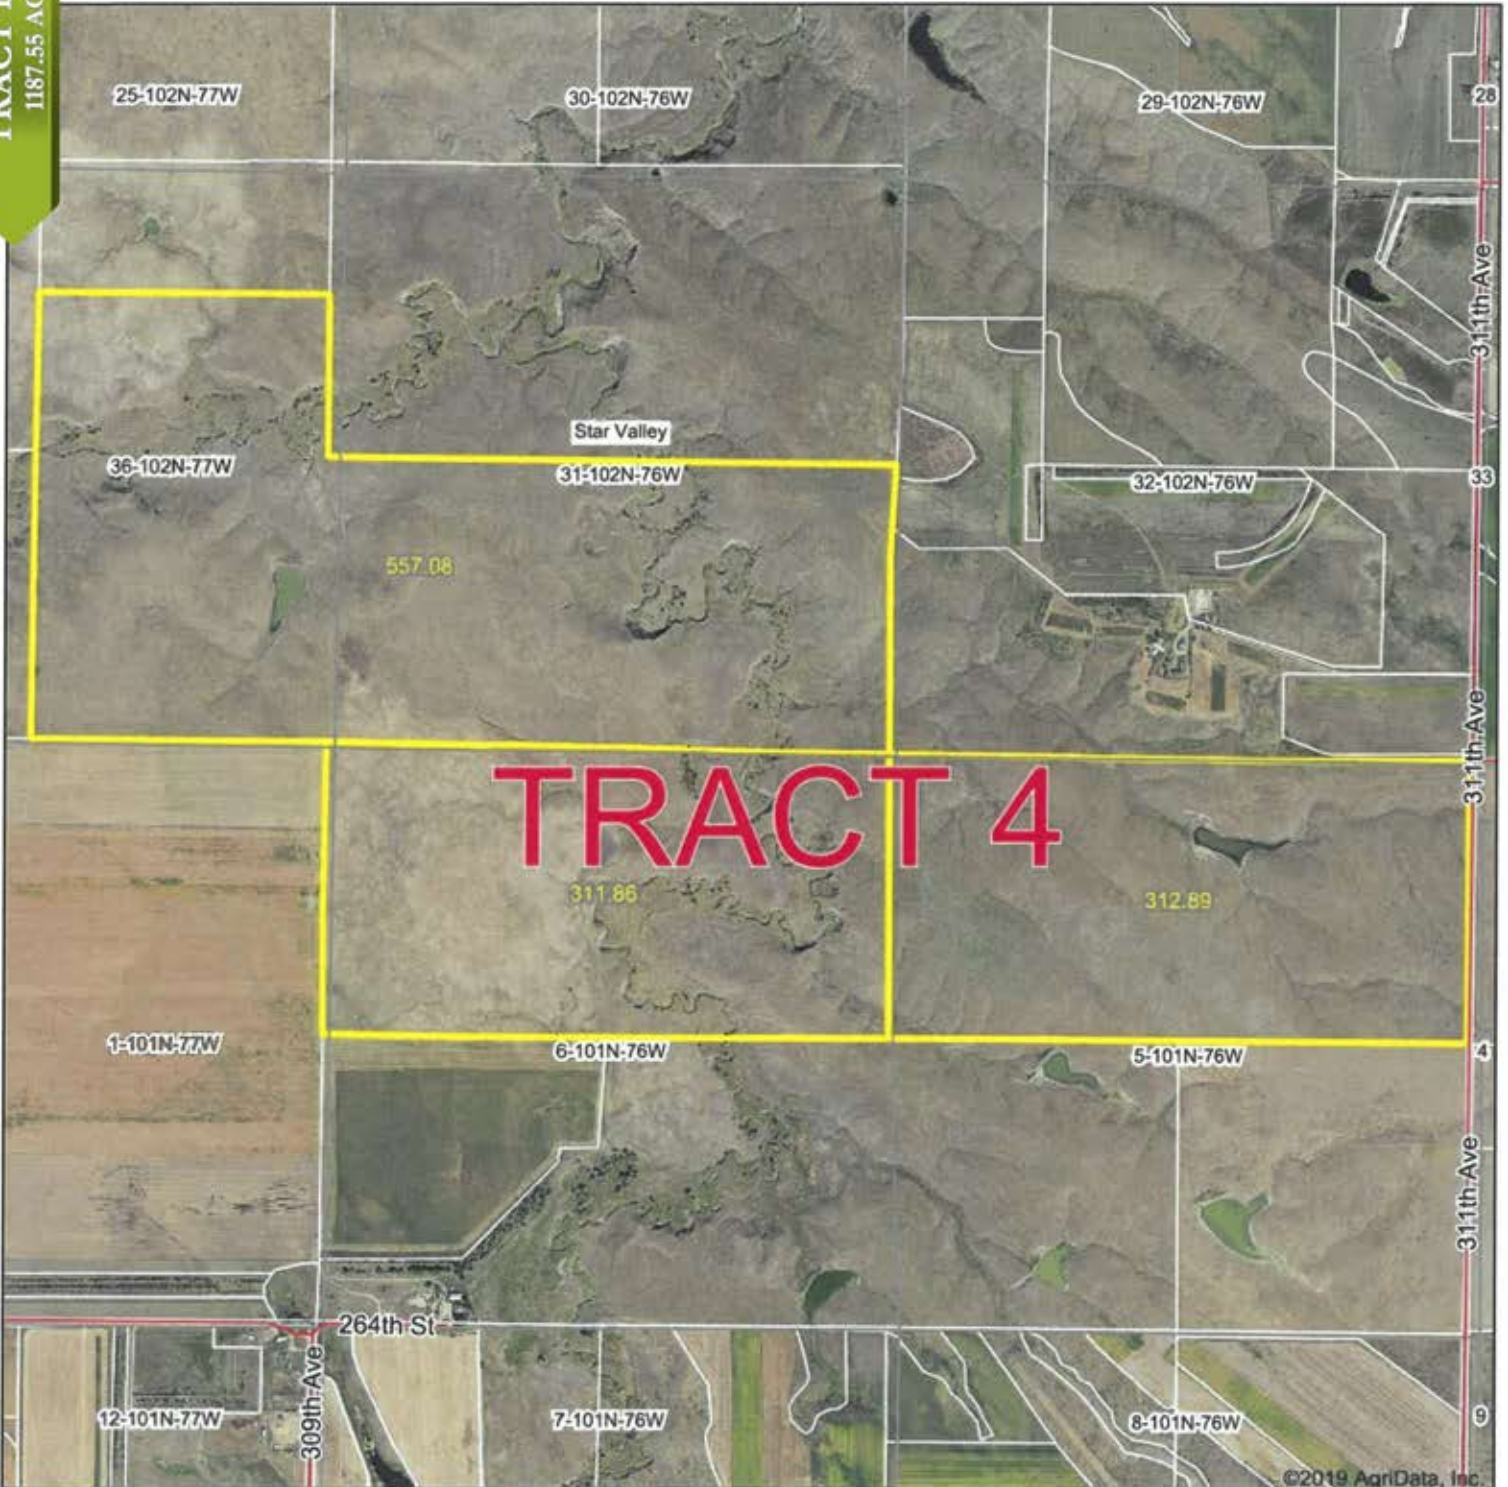 1187.55 AC
25-102N-77W
30-102N-76W
29-102N-76W
28
311th Ave
Star Valley
36-102N-77W
31-102N-76W
32-102N-76W
33
557.08
311th Ave
TRACT 4
311.86
312.89
1-101N-77W
6-101N-76W
5-101N-76W
4
311th Ave
264th St
309th Ave
12-101N-77W
7-101N-76W
8-101N-76W
9
©2019 AgriData, Inc.